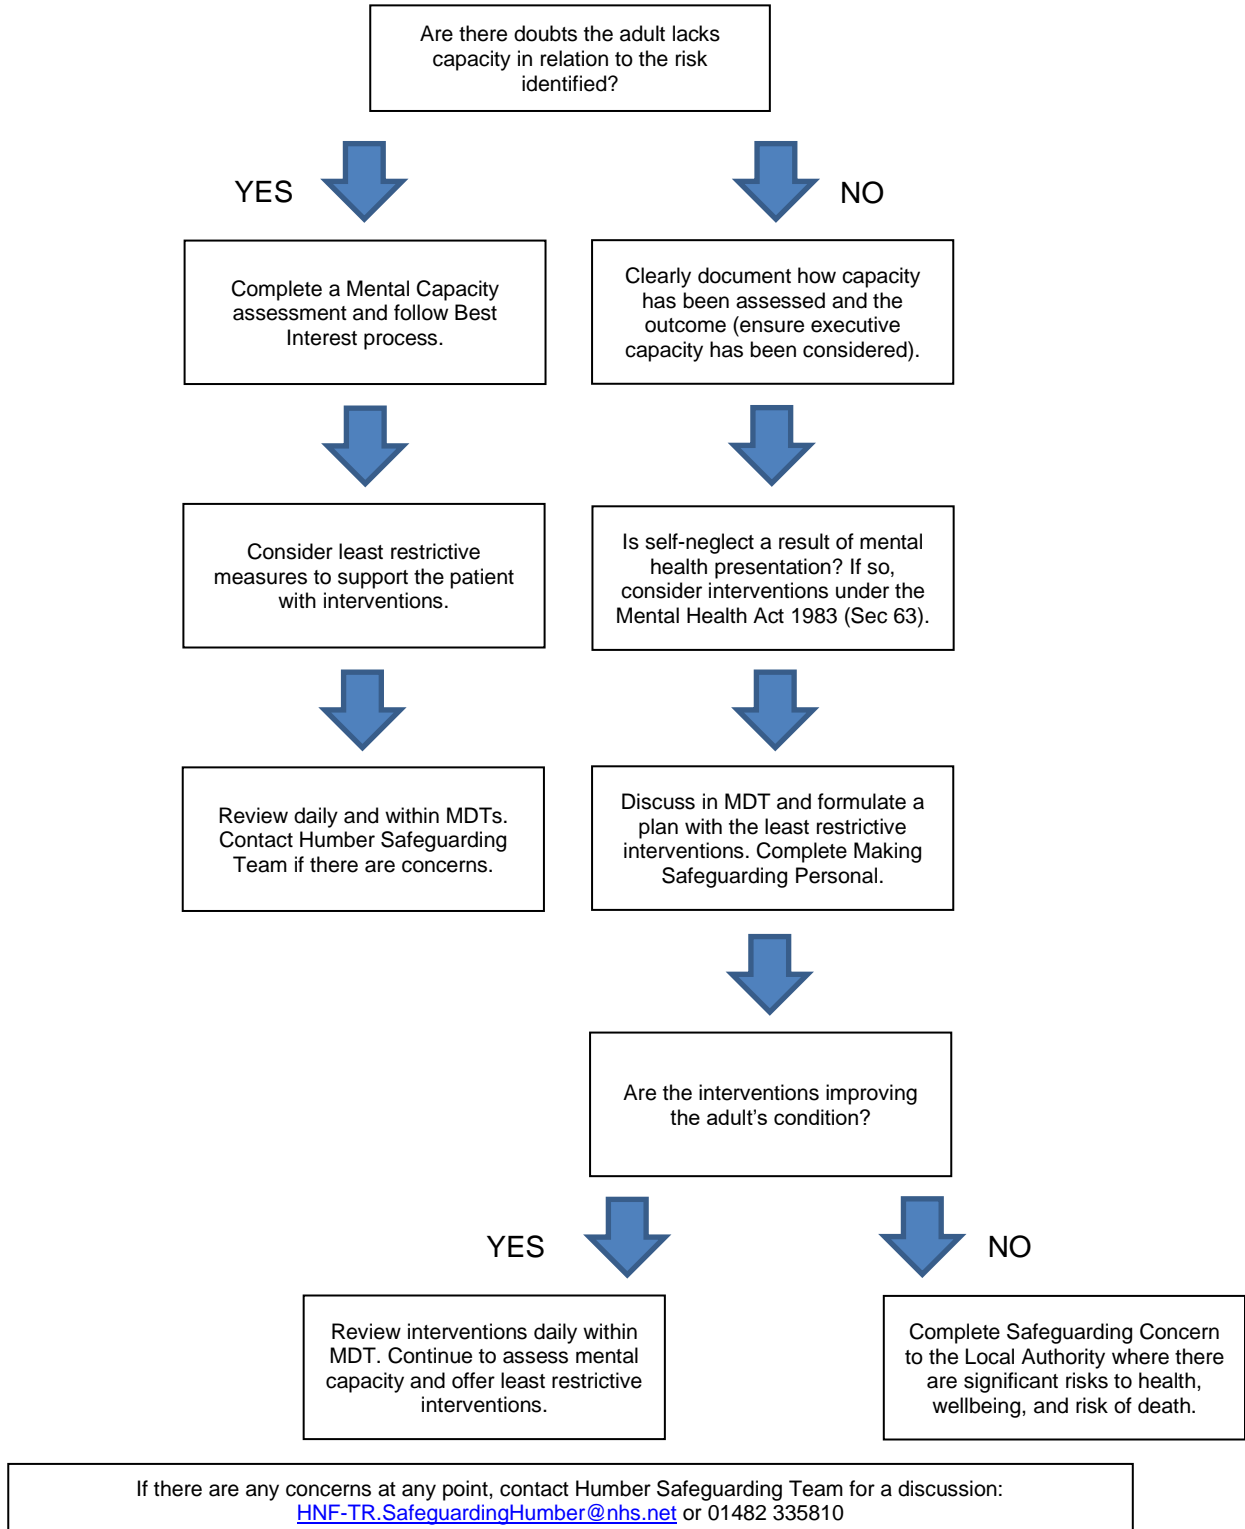 Are there doubts the adult lacks
capacity in relation to the risk
identified?
YES
NO
Complete a Mental Capacity
assessment and follow Best
Interest process.
Clearly document how capacity
has been assessed and the
outcome (ensure executive
capacity has been considered).
Consider least restrictive
measures to support the patient
with interventions.
Is self-neglect a result of mental
health presentation? If so,
consider interventions under the
Mental Health Act 1983 (Sec 63).
Review daily and within MDTs.
Contact Humber Safeguarding
Team if there are concerns.
Discuss in MDT and formulate a
plan with the least restrictive
interventions. Complete Making
Safeguarding Personal.
Are the interventions improving
the adult’s condition?
YES
NO
Review interventions daily within
MDT. Continue to assess mental
capacity and offer least restrictive
interventions.
Complete Safeguarding Concern
to the Local Authority where there
are significant risks to health,
wellbeing, and risk of death.
If there are any concerns at any point, contact Humber Safeguarding Team for a discussion:
HNF-TR.SafeguardingHumber@nhs.net or 01482 335810